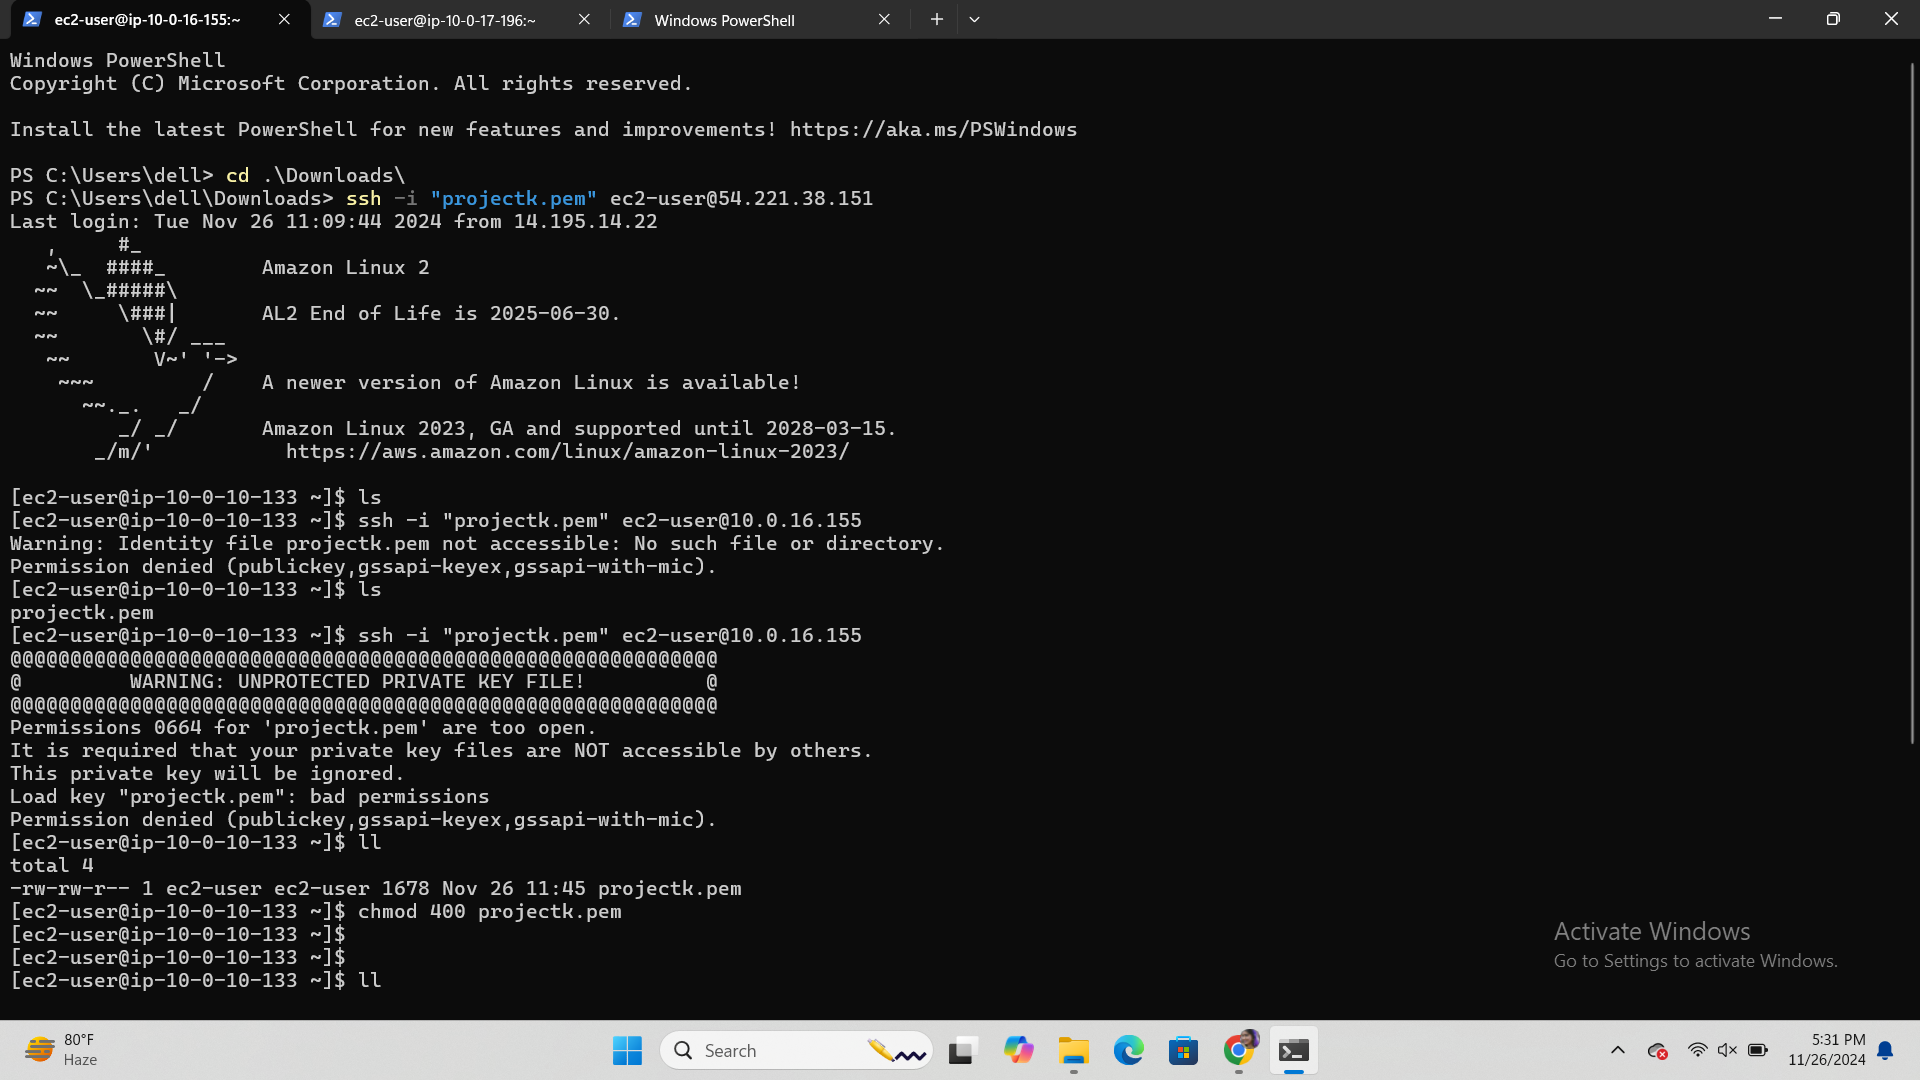 ec2-user@ip-10-0-16-155:~
ec2-user@ip-10-0-17-196:~
Windows PowerShell
Windows PowerShell
Copyright (C) Microsoft Corporation. All rights reserved.
Install the latest PowerShell for new features and improvements! https://aka.ms/PSWindows
PS C:\Users\dell> cd .\Downloads\
PS C:\Users\dell\Downloads> ssh -i "projectk.pem" ec2-user@54.221.38.151
Last login: Tue Nov 26 11:09:44 2024 from 14.195.14.22
   ,     #_
   ~\_  ####_        Amazon Linux 2
  ~~  \_#####\
  ~~     \###|       AL2 End of Life is 2025-06-30.
  ~~       \#/ ___
   ~~       V~' '->
    ~~~         /    A newer version of Amazon Linux is available!
      ~~._.   _/
         _/ _/       Amazon Linux 2023, GA and supported until 2028-03-15.
       _/m/'           https://aws.amazon.com/linux/amazon-linux-2023/
[ec2-user@ip-10-0-10-133 ~]$ ls
[ec2-user@ip-10-0-10-133 ~]$ ssh -i "projectk.pem" ec2-user@10.0.16.155
Warning: Identity file projectk.pem not accessible: No such file or directory.
Permission denied (publickey,gssapi-keyex,gssapi-with-mic).
[ec2-user@ip-10-0-10-133 ~]$ ls
projectk.pem
[ec2-user@ip-10-0-10-133 ~]$ ssh -i "projectk.pem" ec2-user@10.0.16.155
@@@@@@@@@@@@@@@@@@@@@@@@@@@@@@@@@@@@@@@@@@@@@@@@@@@@@@@@@@@
@         WARNING: UNPROTECTED PRIVATE KEY FILE!          @
@@@@@@@@@@@@@@@@@@@@@@@@@@@@@@@@@@@@@@@@@@@@@@@@@@@@@@@@@@@
Permissions 0664 for 'projectk.pem' are too open.
It is required that your private key files are NOT accessible by others.
This private key will be ignored.
Load key "projectk.pem": bad permissions
Permission denied (publickey,gssapi-keyex,gssapi-with-mic).
[ec2-user@ip-10-0-10-133 ~]$ ll
total 4
-rw-rw-r-- 1 ec2-user ec2-user 1678 Nov 26 11:45 projectk.pem
[ec2-user@ip-10-0-10-133 ~]$ chmod 400 projectk.pem
[ec2-user@ip-10-0-10-133 ~]$
[ec2-user@ip-10-0-10-133 ~]$
[ec2-user@ip-10-0-10-133 ~]$ ll
Activate Windows
Go to Settings to activate Windows.
80°F
Haze
Search
5:31 PM
11/26/2024